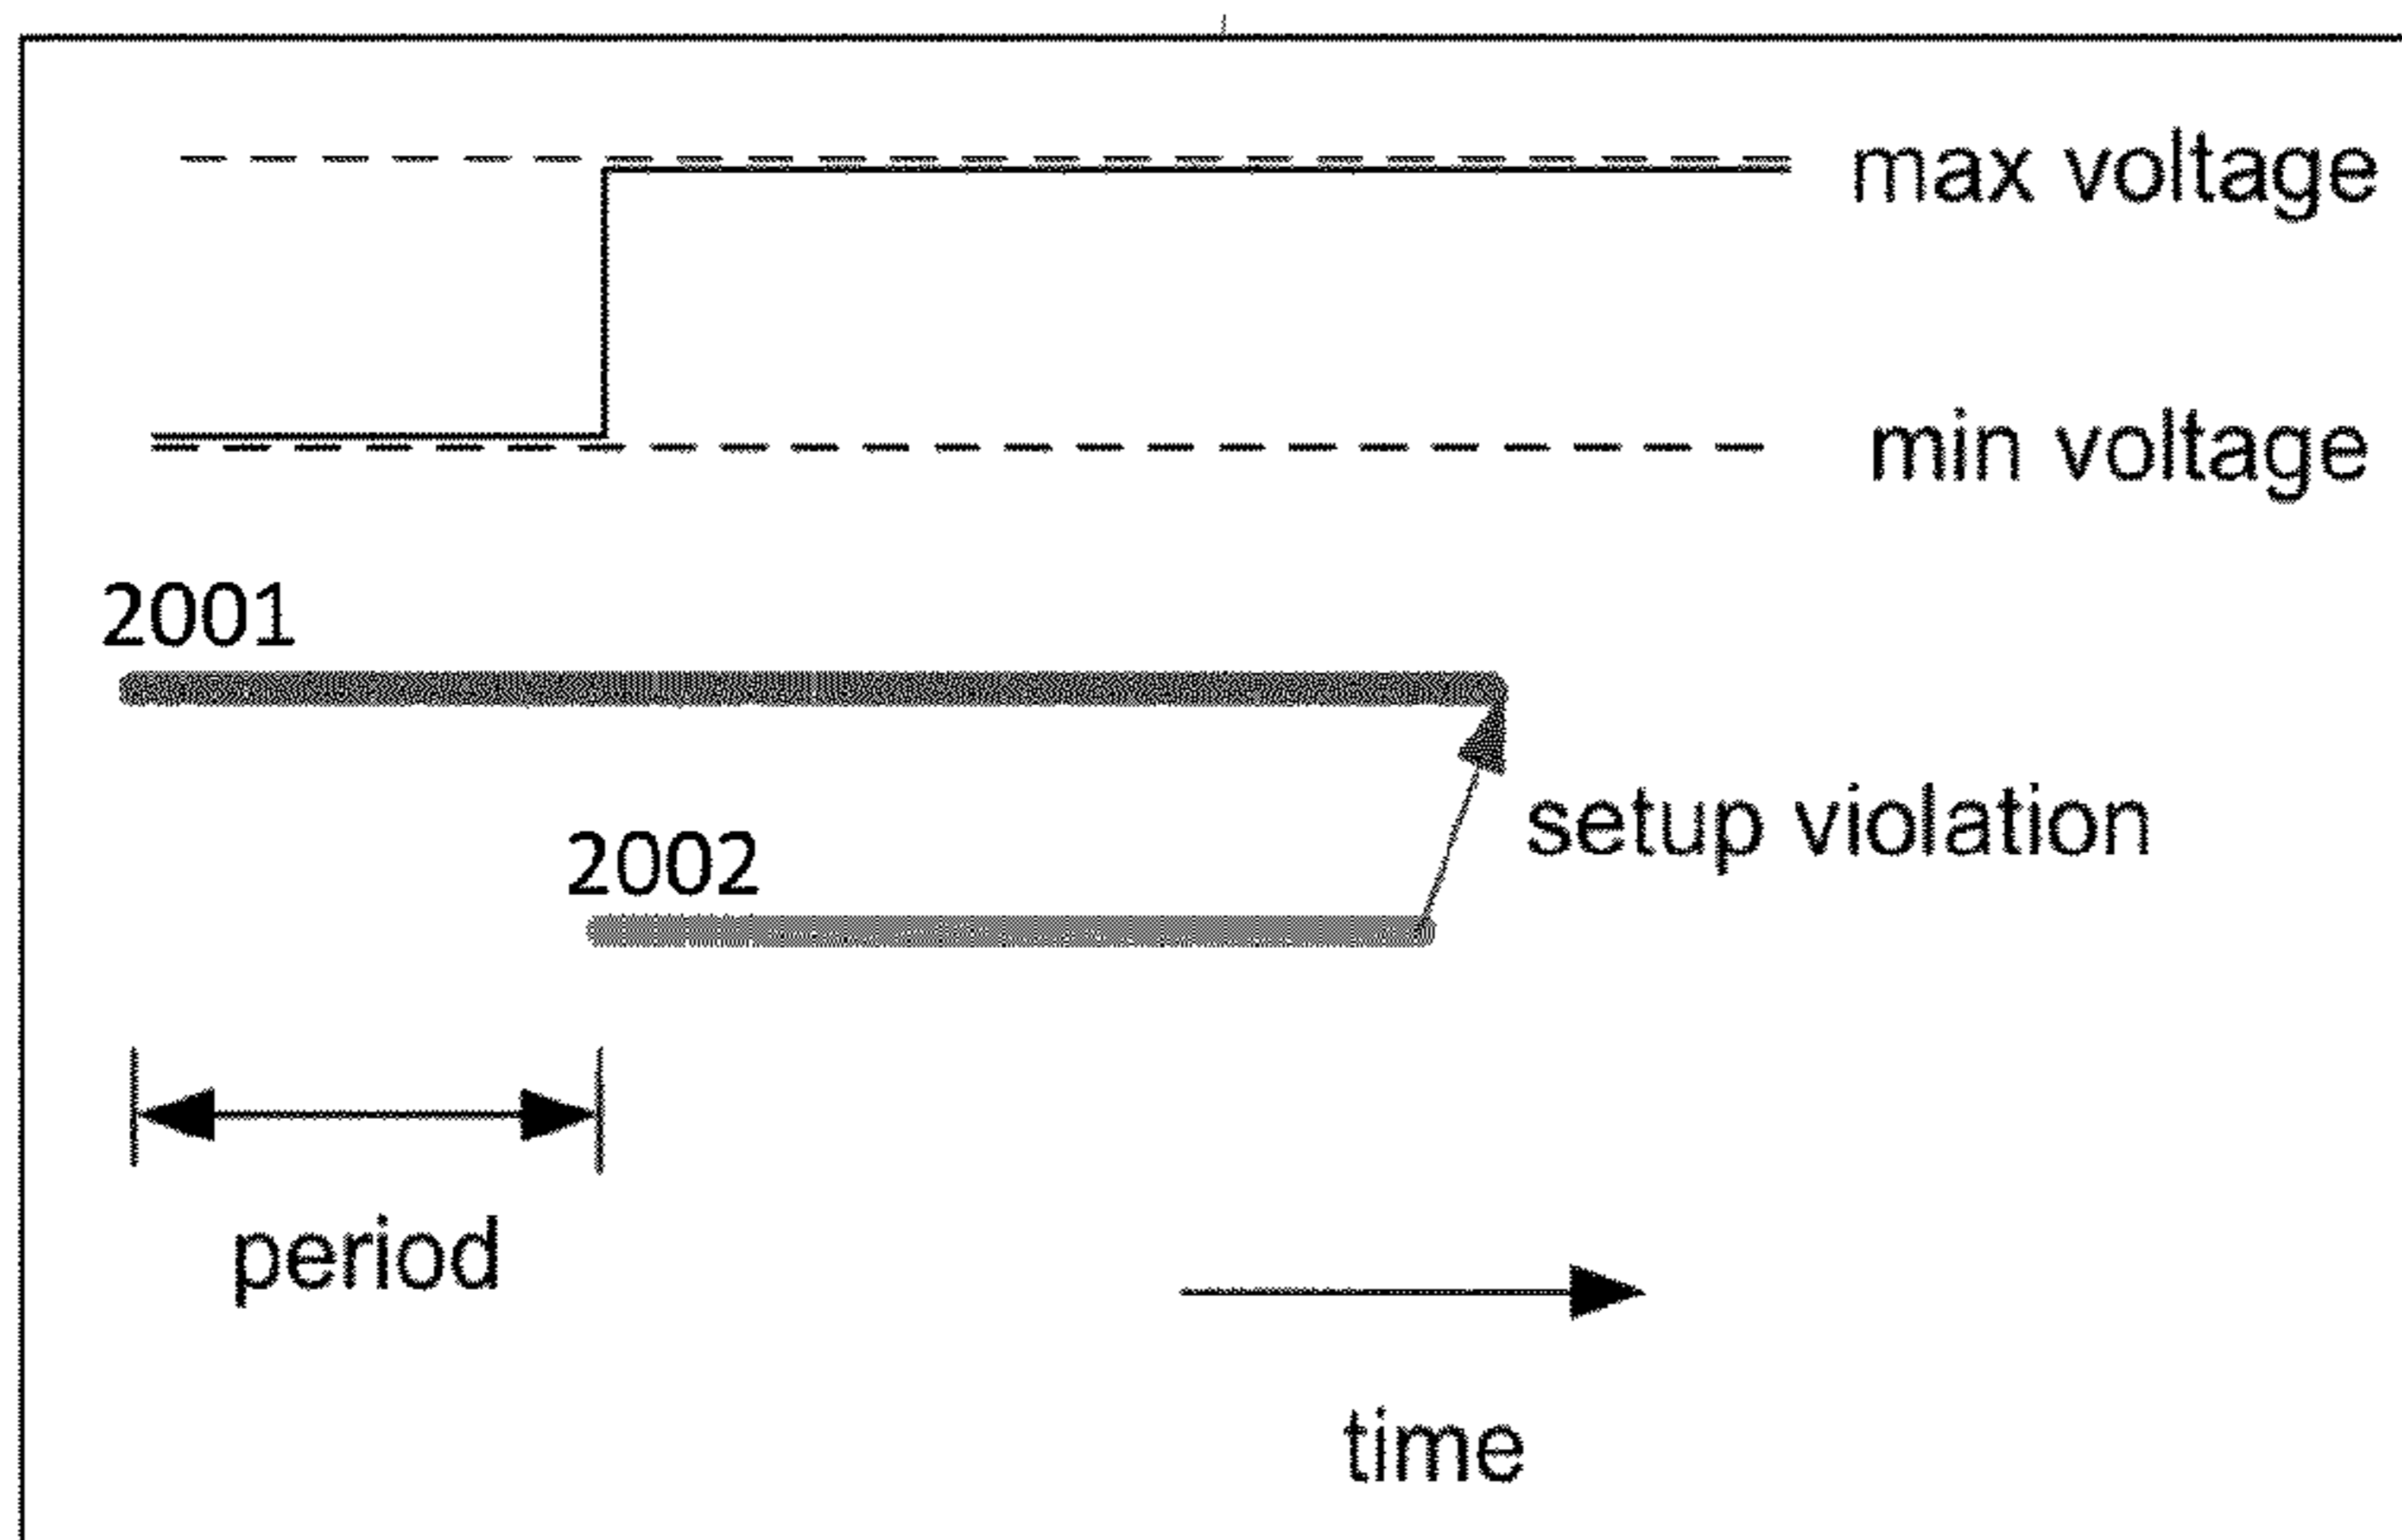 max voltage
min voltage
2001
2002
setup violation
period
time